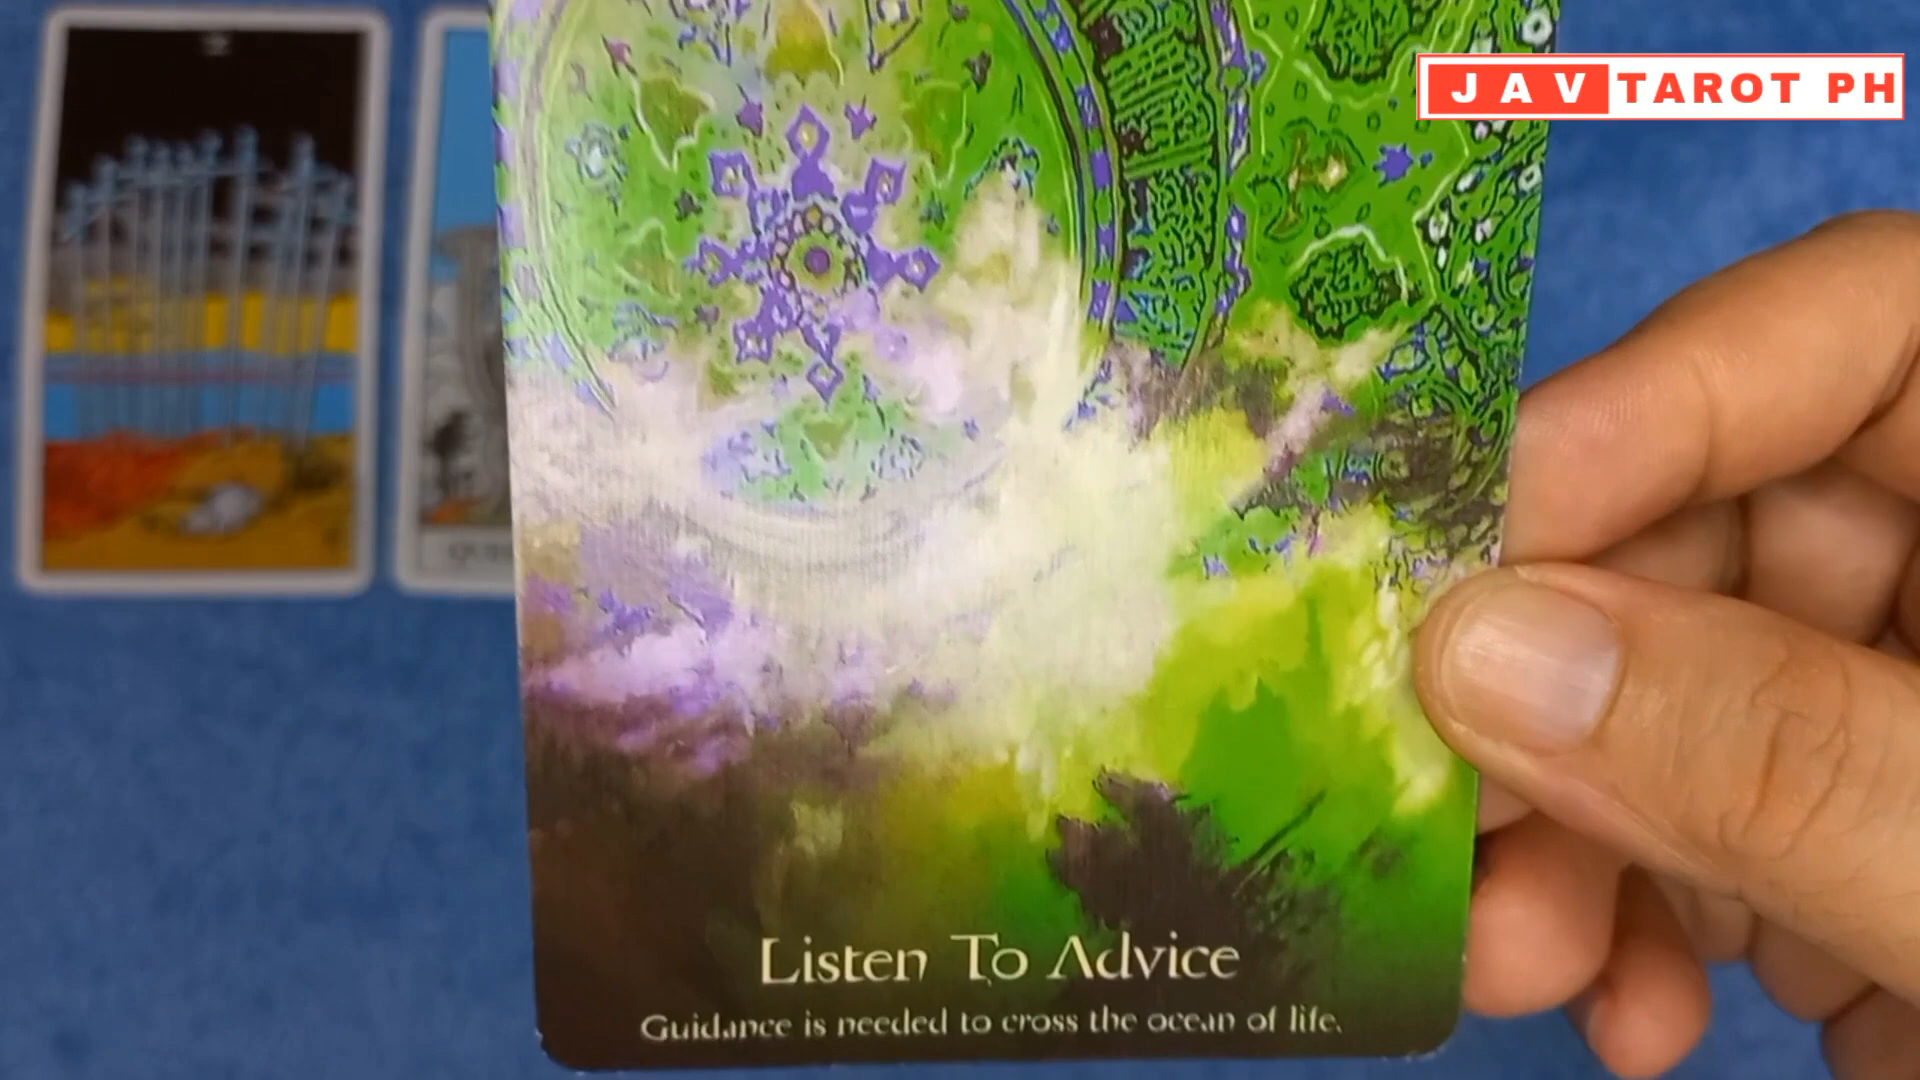 JAV TAROT PH
Listen To Advice
Guidance is needed to cross the ocean of life.